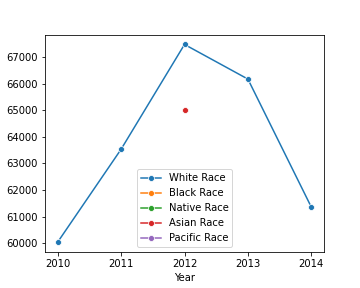 67000
66000
65000
64000
63000
62000
61000
60000
White Race
Black Race
Native Race
Asian Race
Pacific Race
2010 2011 2012 2013 2014
Year